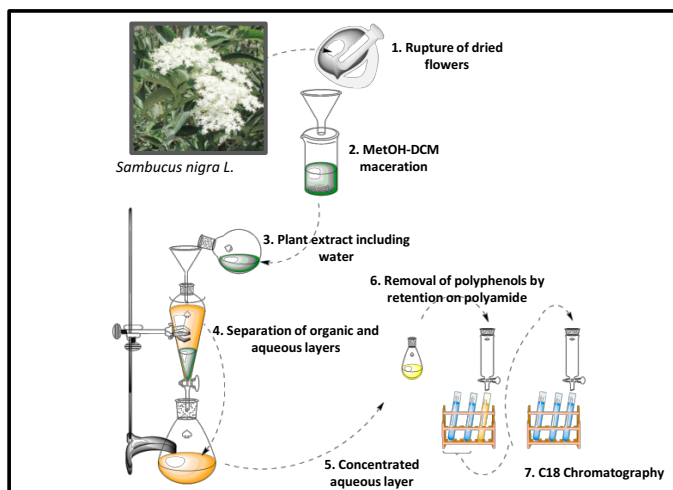 1. Rupture of dried
flowers
2. MetOH-DCM
maceration
Sambucus nigra L.
3. Plant extract including
water
4. Separation of organic and
aqueous layers
5. Concentrated
aqueous layer
6. Removal of polyphenols by
retention on polyamide
7. C18 Chromatography